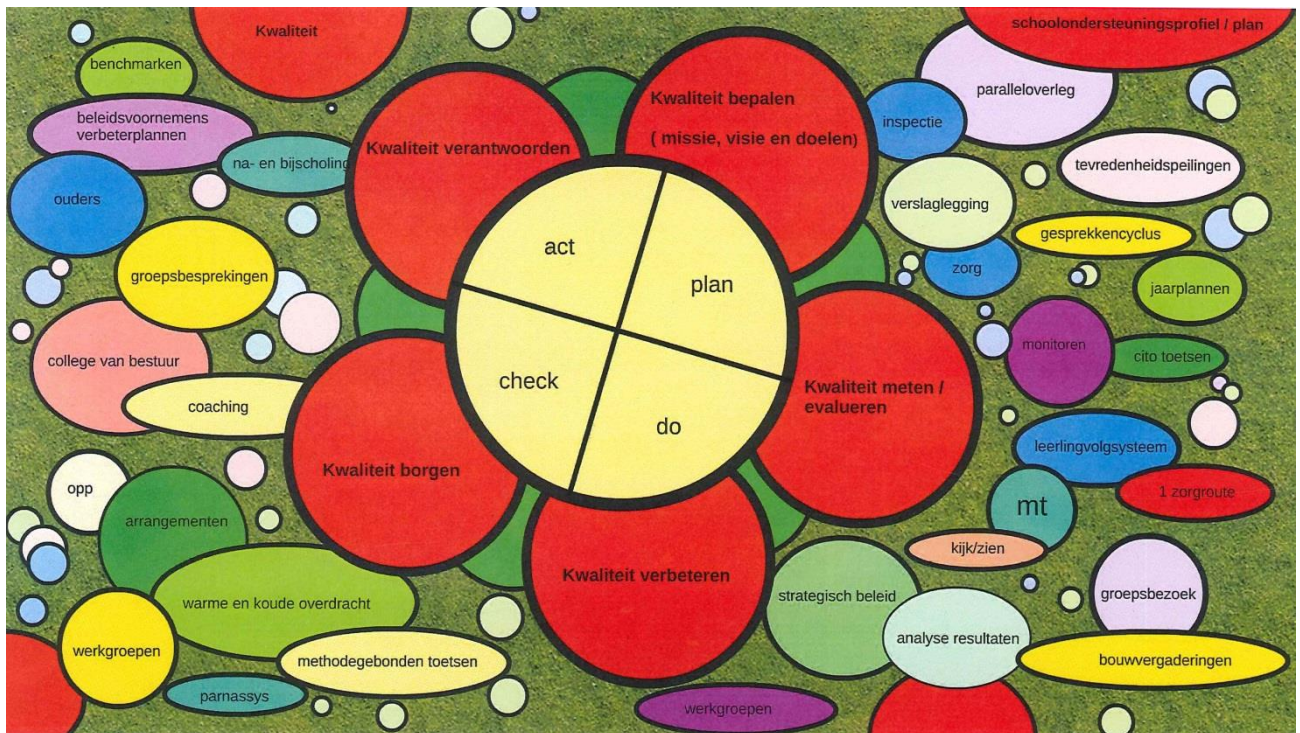 Kwaliteit
schoolondersteuningsprofiel / plan
benchmarken
paralleloverleg
beleidsvoornemens
verbeterplannen
Kwaliteit bepalen
( missie, visie en doelen)
inspectie
Kwaliteit verantwoorden
na- en bijscholing
tevredenheidspeilingen
ouders
verslaglegging
gesprekkencyclus
act
plan
groepsbesprekingen
zorg
jaarplannen
monitoren
cito toetsen
college van bestuur
check
do
Kwaliteit meten /
evalueren
coaching
leerlingvolgsysteem
Kwaliteit borgen
opp
1 zorgroute
mt
arrangementen
kijk/zien
Kwaliteit verbeteren
strategisch beleid
groepsbezoek
warme en koude overdracht
analyse resultaten
werkgroepen
methodegebonden toetsen
bouwvergaderingen
parnassys
werkgroepen